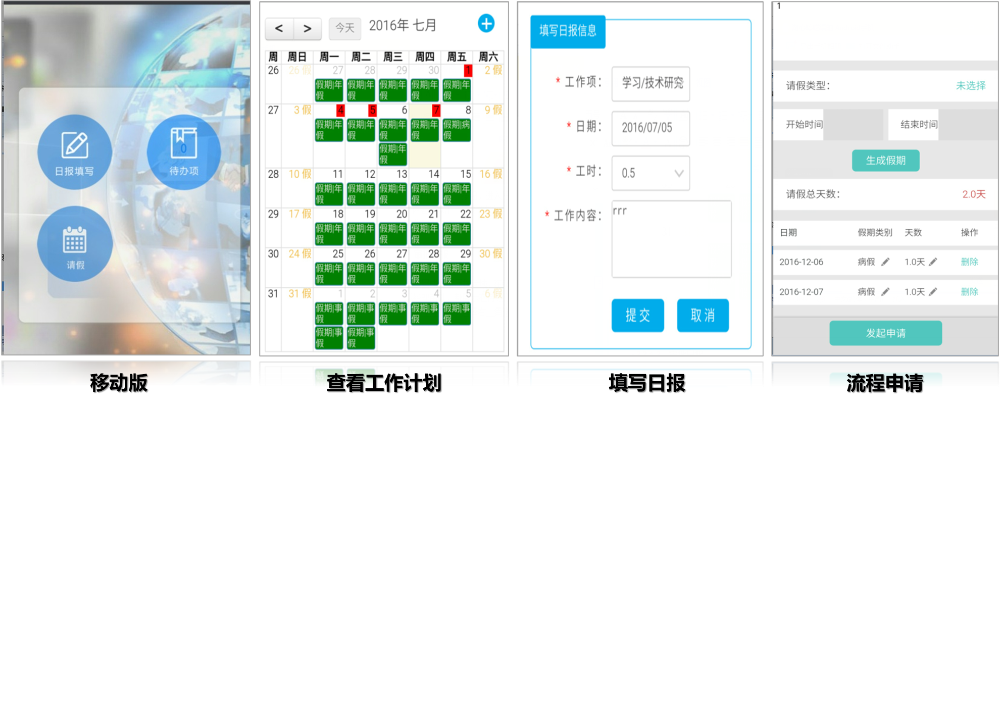 日报填写
待办项
0
请假
移动版
< > 今天 2016年 七月
周 周日 周一 周二 周三 周四 周五 周六
26 26 假 27 28 29 30 1 2 假
假期|年 假期|年 假期|年 假期|年 假期|年
假 假 假 假 假
27 3 假 4 5 6 7 8 9 假
假期|年 假期|年 假期|年 假期|年 假期|病
假 假 假 假 假
假期|年
假
28 10 假 11 12 13 14 15 16 假
假期|年 假期|年 假期|年 假期|年 假期|年
假 假 假 假 假
29 17 假 18 19 20 21 22 23 假
假期|年 假期|年 假期|年 假期|年 假期|年
假 假 假 假 假
30 24 假 25 26 27 28 29 30 假
假期|年 假期|年 假期|年 假期|年 假期|年
假 假 假 假 假
31 31 假 1 2 3 4 5 6 假
假期|事 假期|事 假期|事 假期|事 假期|事
假 假 假 假 假
假期|事 假期|事
假 假
查看工作计划
填写日报信息
* 工作项: 学习/技术研究
* 日期: 2016/07/05
* 工时: 0.5
* 工作内容: rrr
提 交 取 消
填写日报
1
请假类型: 未选择
开始时间 结束时间
生成假期
请假总天数: 2.0天
日期 假期类别 天数 操作
2016-12-06 病假 1.0天 删除
2016-12-07 病假 1.0天 删除
发起申请
流程申请